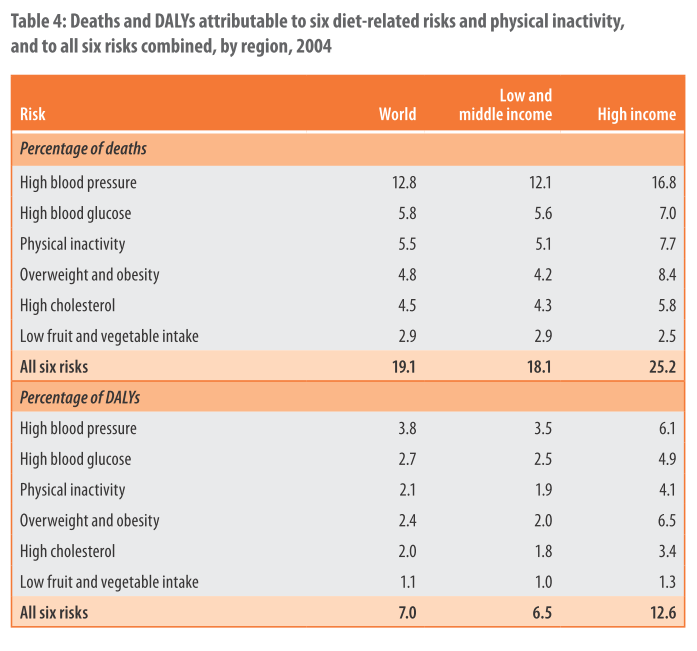 Table 4: Deaths and DALYs attributable to six diet-related risks and physical inactivity,
and to all six risks combined, by region, 2004
Risk World Low and middle income High income
Percentage of deaths
High blood pressure 12.8 12.1 16.8
High blood glucose 5.8 5.6 7.0
Physical inactivity 5.5 5.1 7.7
Overweight and obesity 4.8 4.2 8.4
High cholesterol 4.5 4.3 5.8
Low fruit and vegetable intake 2.9 2.9 2.5
All six risks 19.1 18.1 25.2
Percentage of DALYs
High blood pressure 3.8 3.5 6.1
High blood glucose 2.7 2.5 4.9
Physical inactivity 2.1 1.9 4.1
Overweight and obesity 2.4 2.0 6.5
High cholesterol 2.0 1.8 3.4
Low fruit and vegetable intake 1.1 1.0 1.3
All six risks 7.0 6.5 12.6